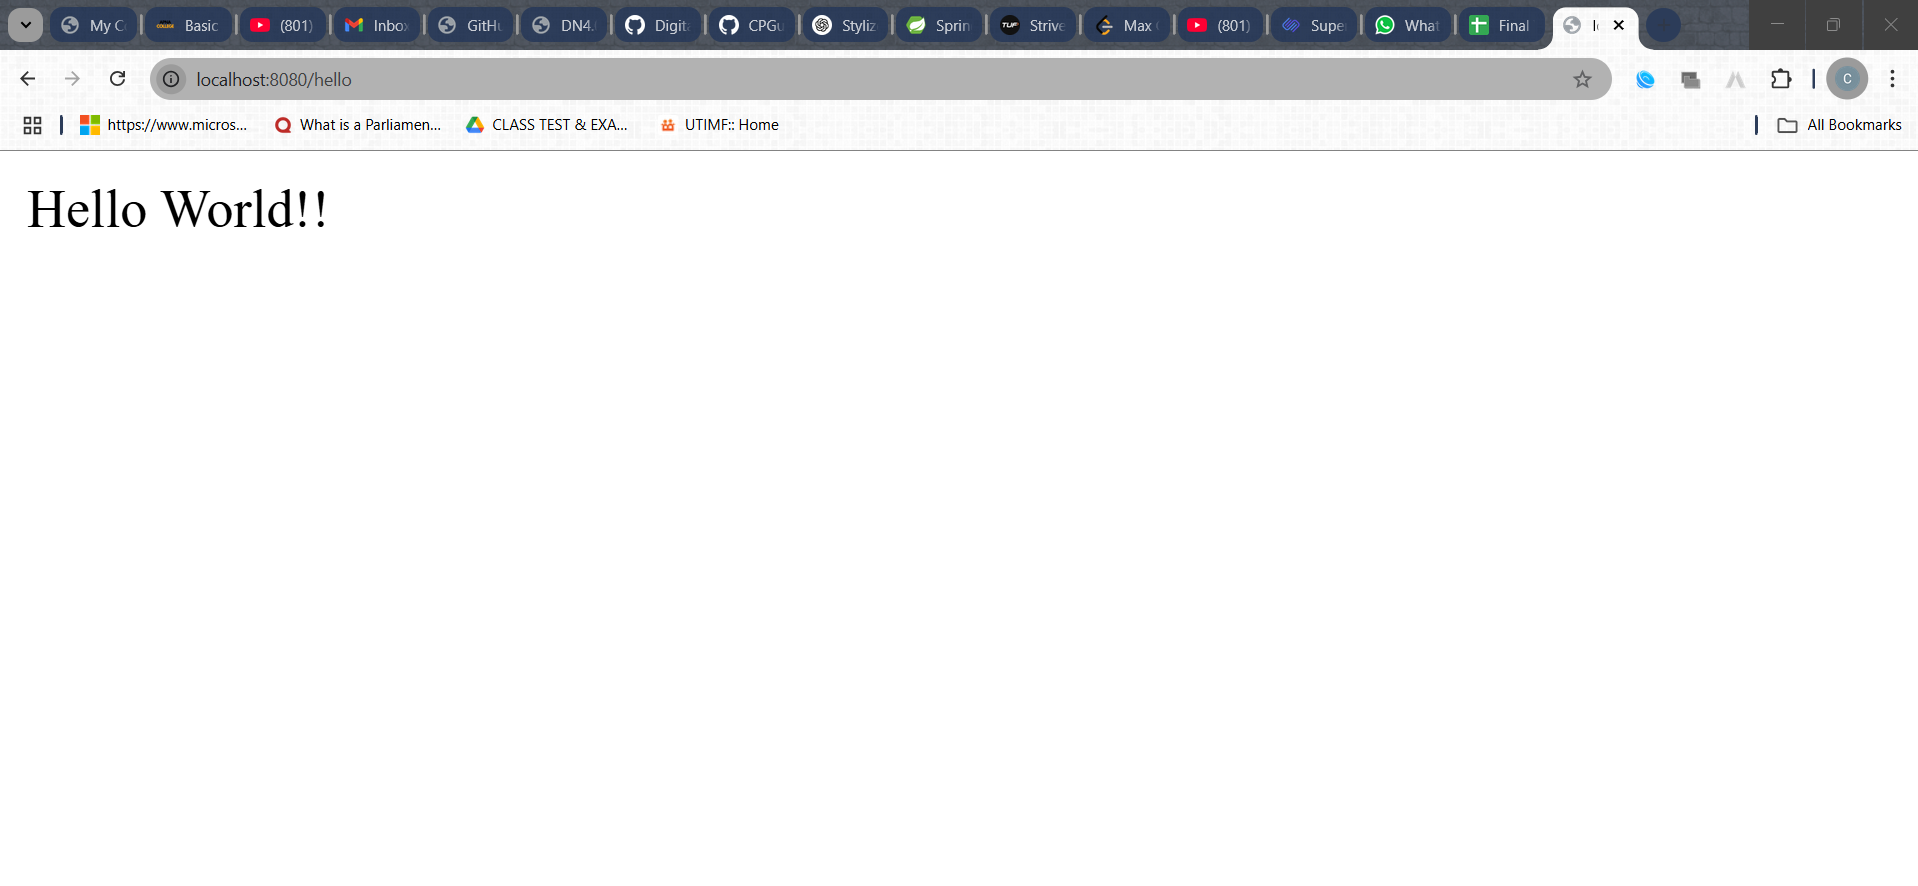 My C Basic (801) Inbox GitHu DN4. Digit CPGu Styliz Sprin Strive Max (801) Supe What Final
localhost:8080/hello
C
https://www.micros... What is a Parliamen... CLASS TEST & EXA... UTIMF:: Home All Bookmarks
Hello World!!